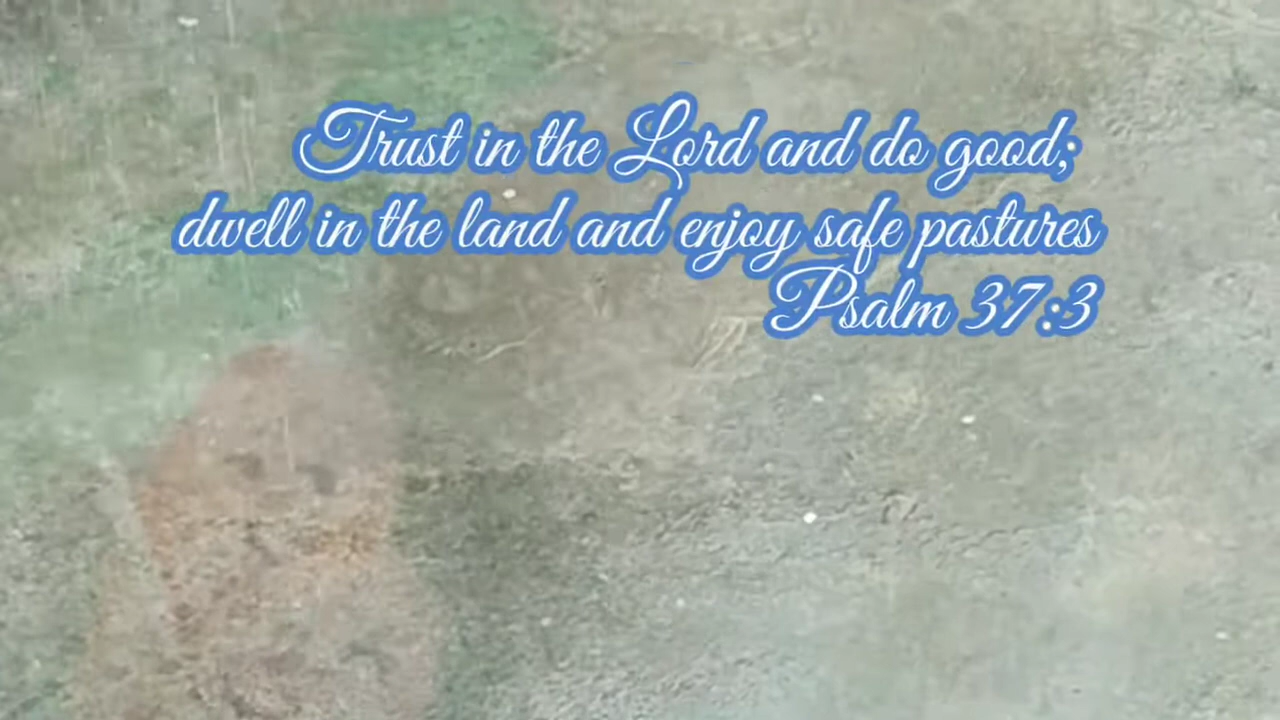 Trust in the Lord and do good;
dwell in the land and enjoy safe pastures
Psalm 37:3